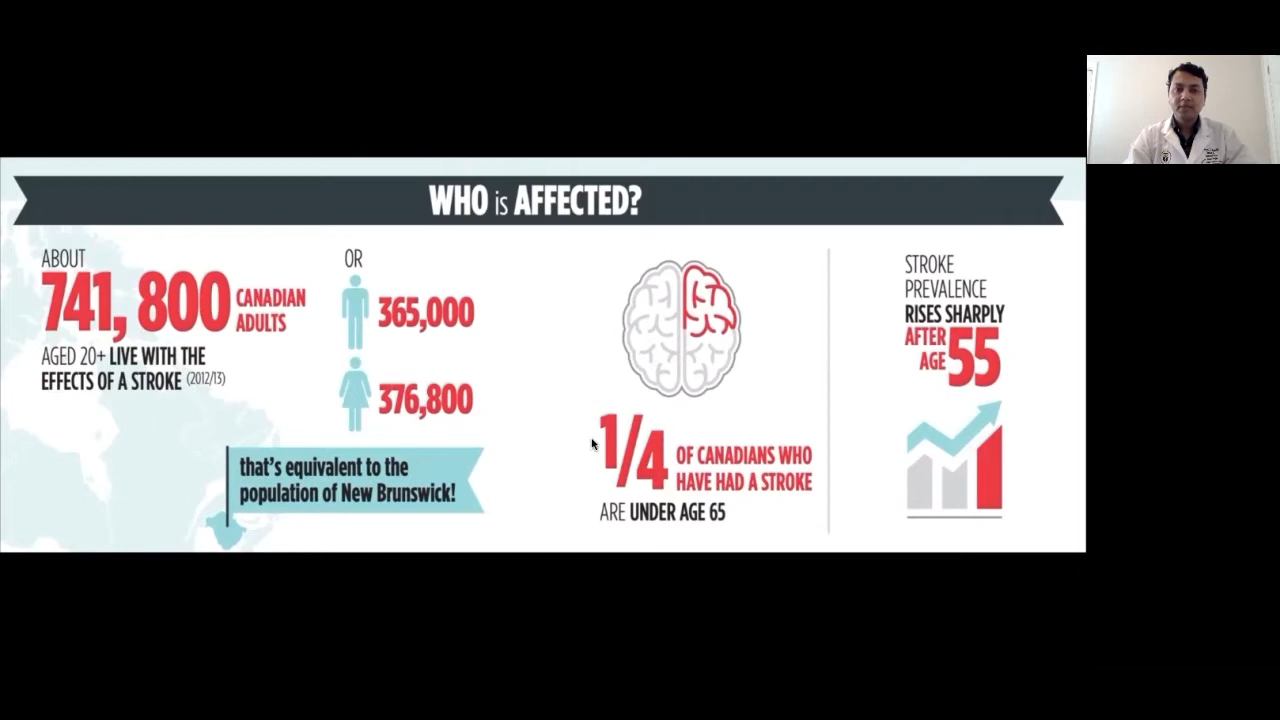 WHO is AFFECTED?
ABOUT
741, 800 CANADIAN
ADULTS
AGED 20+ LIVE WITH THE
EFFECTS OF A STROKE (2012/13)
OR
365,000
376,800
that's equivalent to the
population of New Brunswick!
1/4 OF CANADIANS WHO
HAVE HAD A STROKE
ARE UNDER AGE 65
STROKE
PREVALENCE
RISES SHARPLY
AFTER
AGE 55